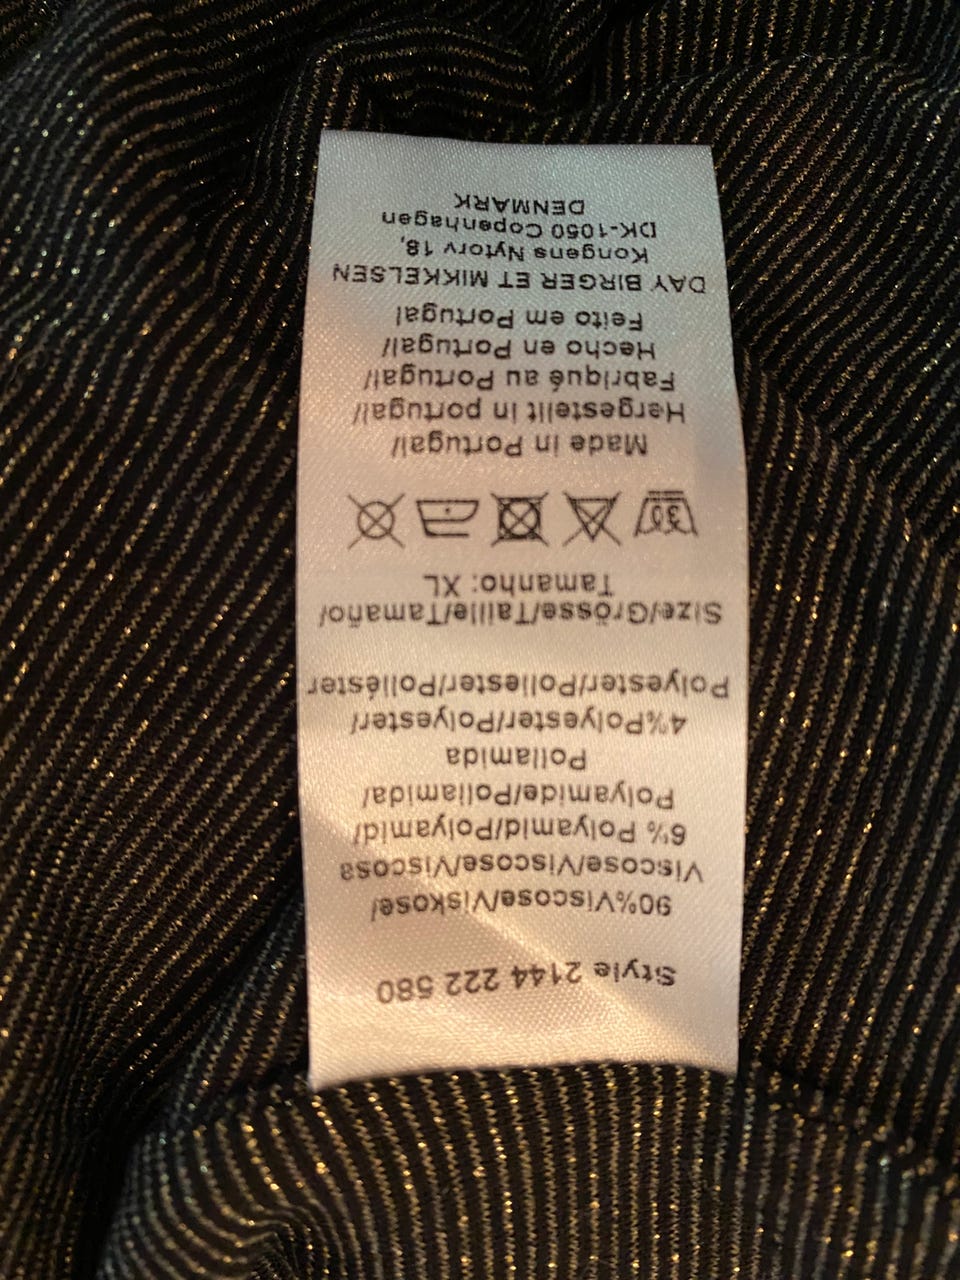 Style 2144 222 580
90%Viscose/Viskose/
Viscose/Viscose/Viscosa
6% Polyamid/Polyamid/
Polyamide/Poliamida/
Poliamida
4%Polyester/Polyester/
Polyester/Poliester/Poliéster
Size/Grösse/Taille/Tamaño/
Tamanho: XL
30
Made in Portugal/
Hergestellt in portugal/
Fabriqué au Portugal/
Hecho en Portugal/
Feito em Portugal
DAY BIRGER ET MIKKELSEN
Kongens Nytorv 18,
DK-1050 Copenhagen
DENMARK